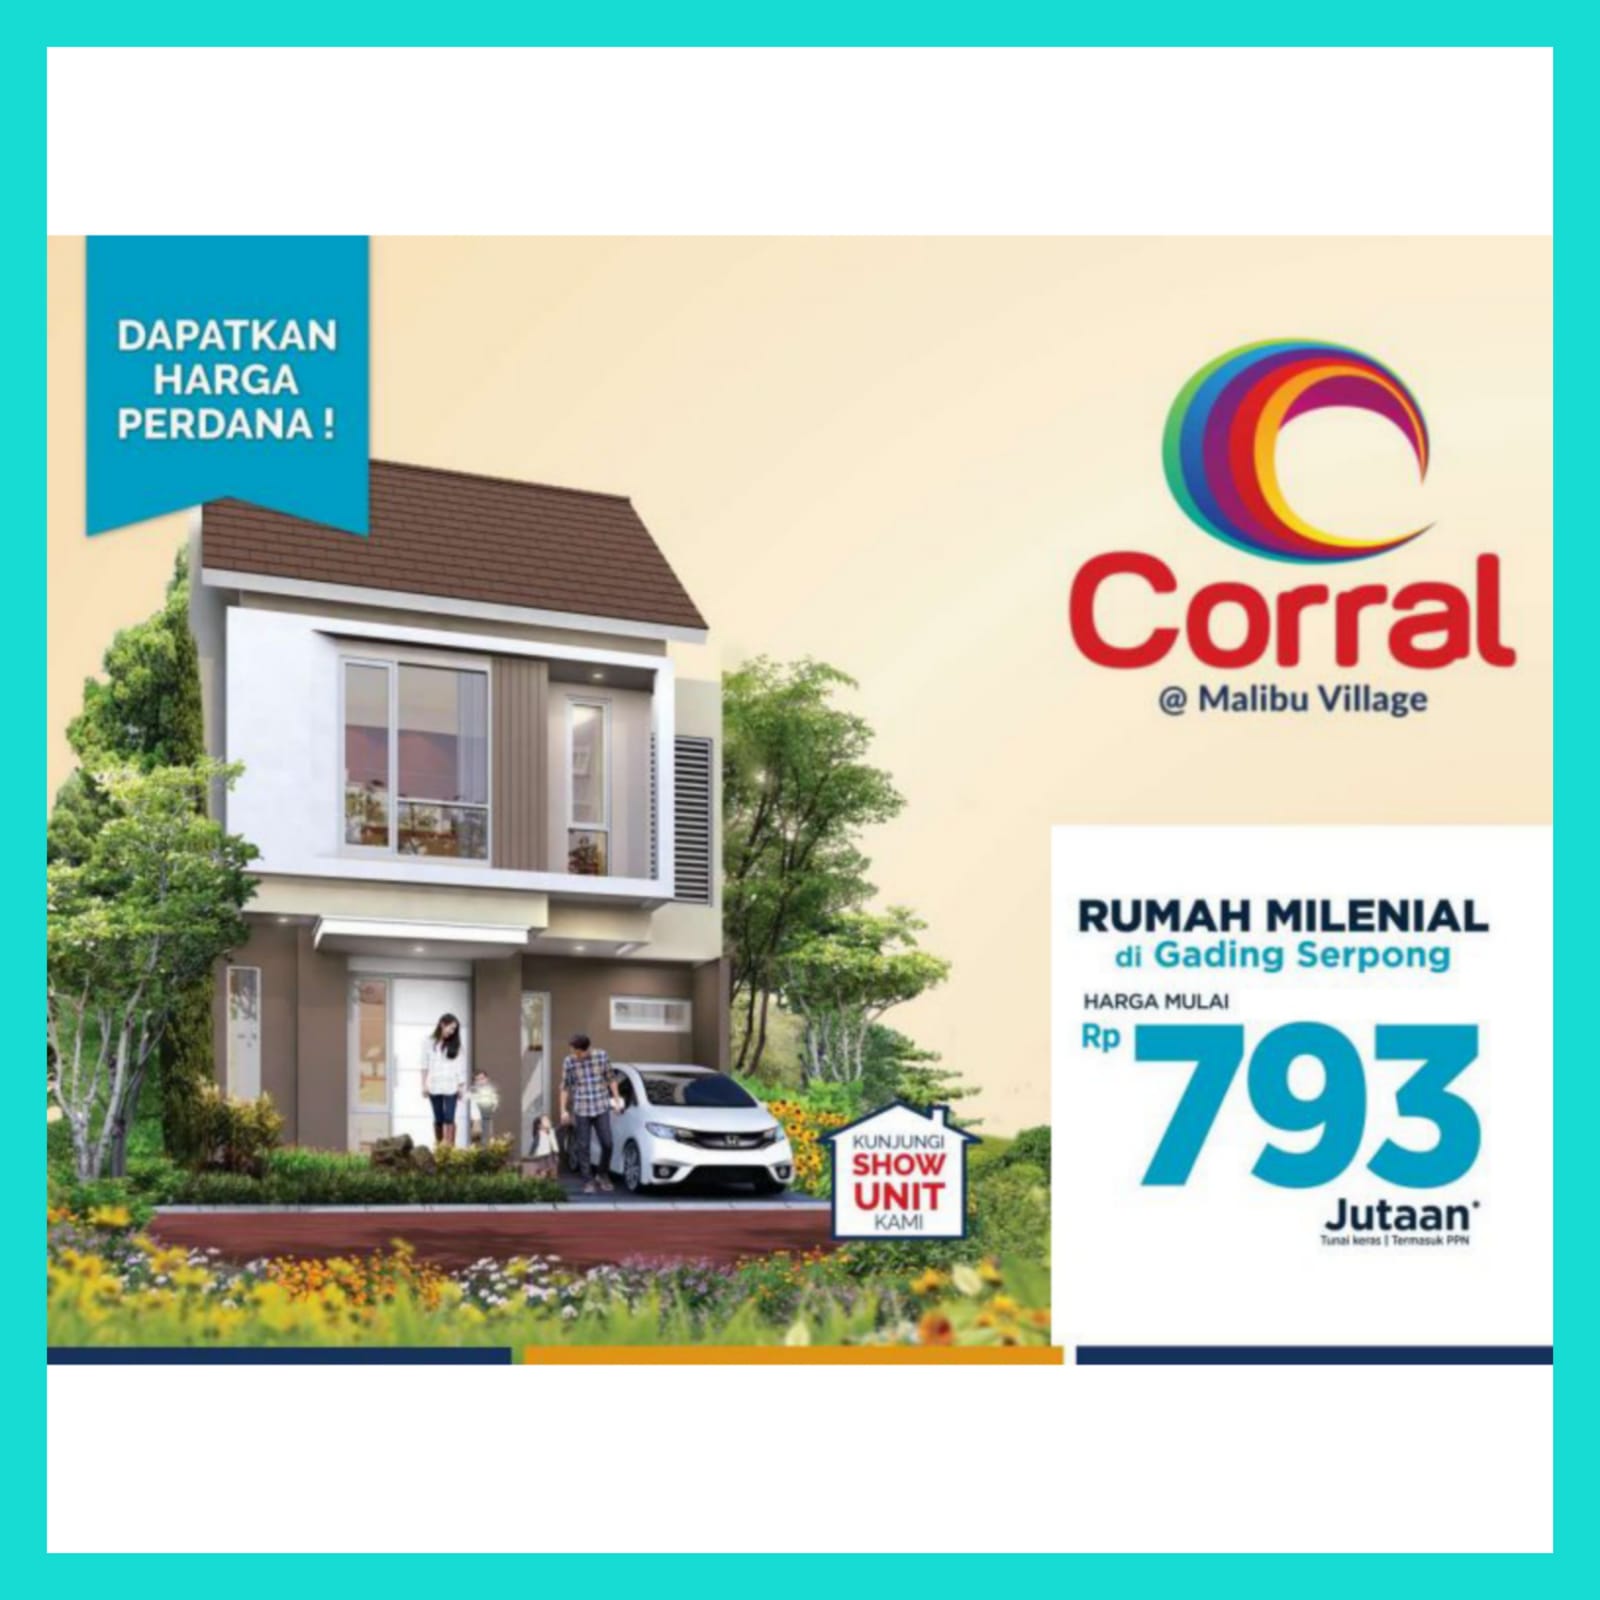 DAPATKAN
HARGA
PERDANA !
Corral
@ Malibu Village
RUMAH MILENIAL
di Gading Serpong
HARGA MULAI
Rp 793
Jutaan*
Tunai keras | Termasuk PPN
KUNJUNGI
SHOW
UNIT
KAMI